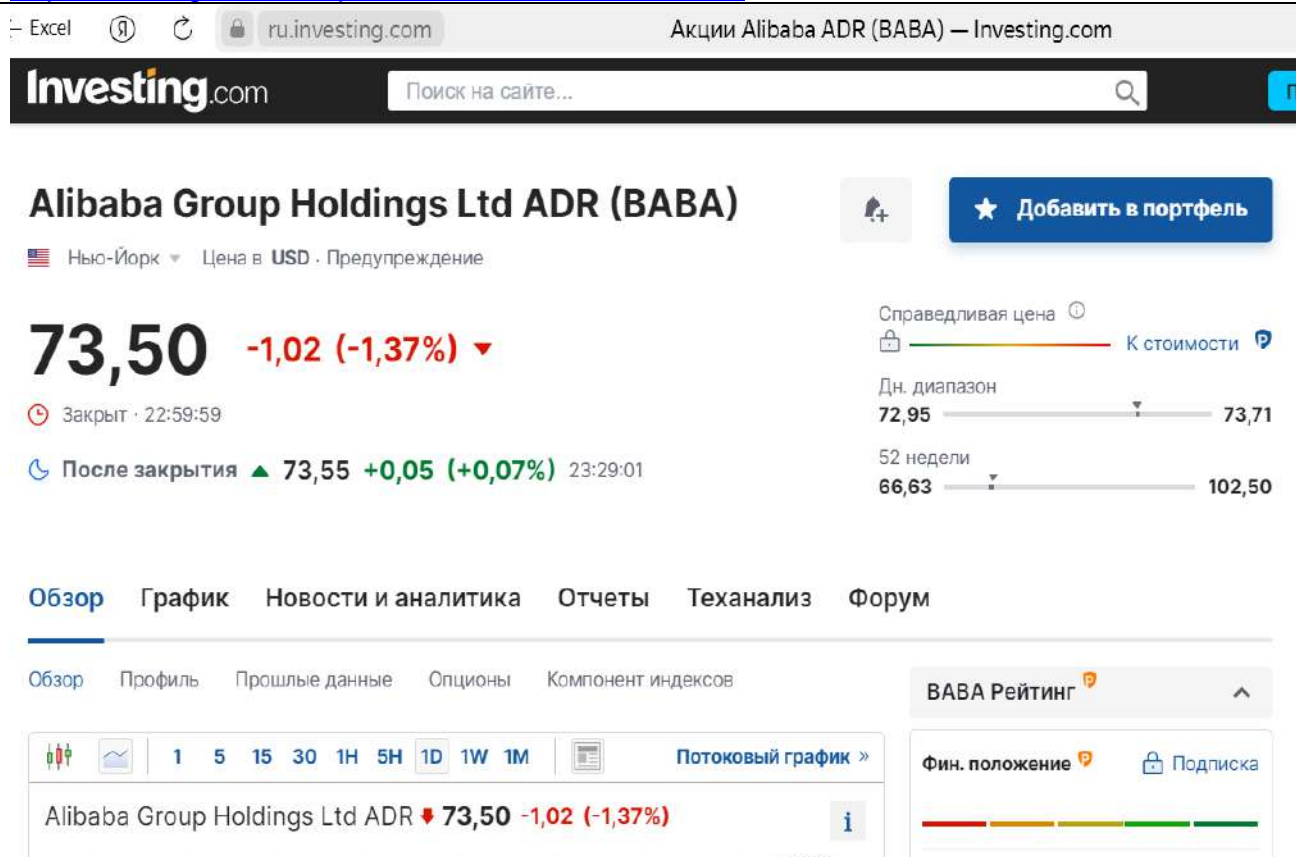 Excel Я ru.investing.com Акции Alibaba ADR (BABA) — Investing.com
Investing.com Поиск на сайте...
Alibaba Group Holdings Ltd ADR (BABA) Добавить в портфель
Нью-Йорк Цена в USD · Предупреждение
Справедливая цена
73,50 -1,02 (-1,37%) К стоимости
Дн. диапазон
Закрыт · 22:59:59 72,95 73,71
52 недели
После закрытия 73,55 +0,05 (+0,07%) 23:29:01 66,63 102,50
Обзор График Новости и аналитика Отчеты Теханализ Форум
Обзор Профиль Прошлые данные Опционы Компонент индексов
BABA Рейтинг
1 5 15 30 1H 5H 1D 1W 1M Потоковый график »
Фин. положение Подписка
Alibaba Group Holdings Ltd ADR 73,50 -1,02 (-1,37%) i